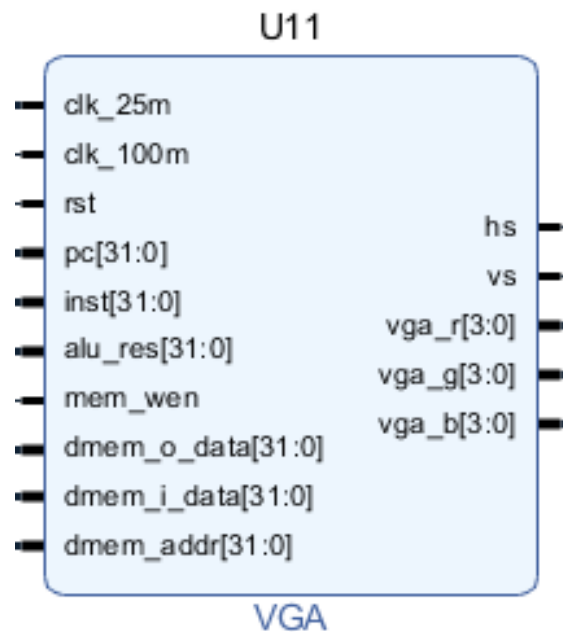 U11
clk_25m
clk_100m
rst
pc[31:0]
inst[31:0]
alu_res[31:0]
mem_wen
dmem_o_data[31:0]
dmem_i_data[31:0]
dmem_addr[31:0]
hs
vs
vga_r[3:0]
vga_g[3:0]
vga_b[3:0]
VGA